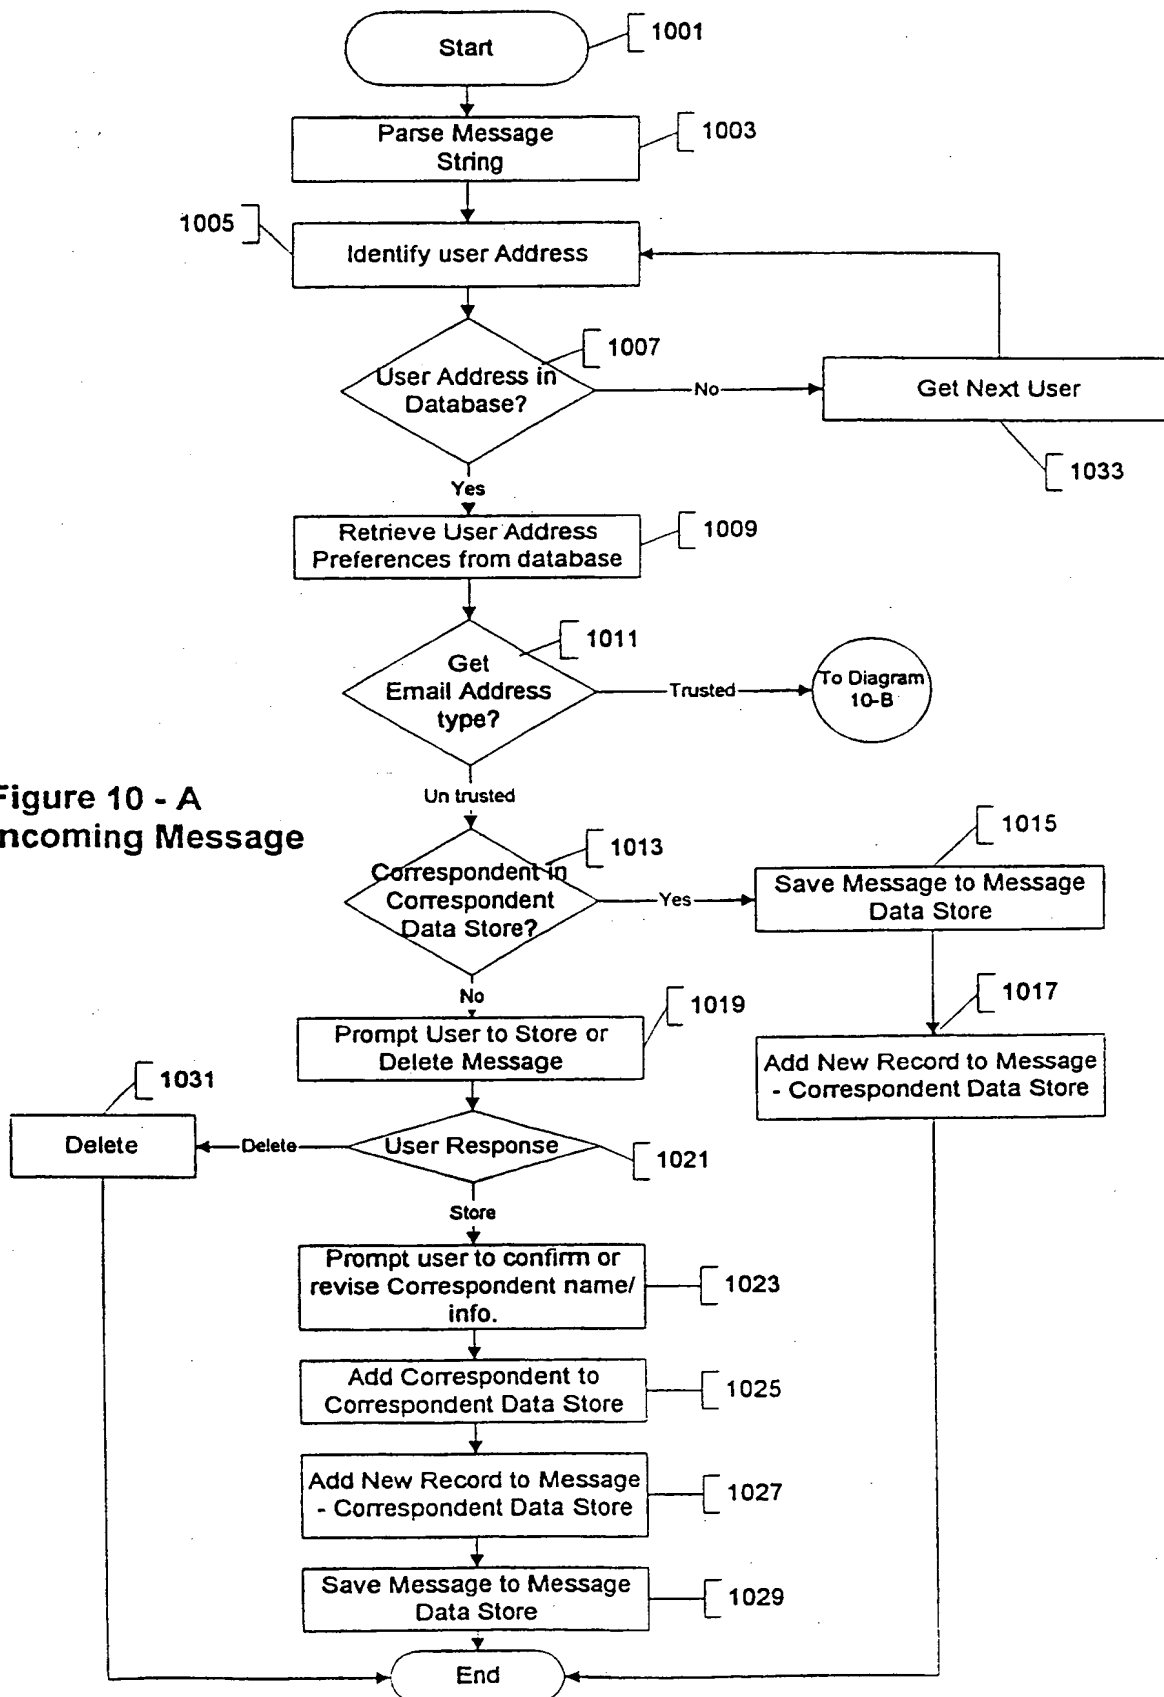 Start
1001
Parse Message
String
1003
1005
Identify user Address
1007
User Address in
Database?
No
Get Next User
1033
Yes
Retrieve User Address
Preferences from database
1009
1011
Get
Email Address
type?
Trusted
To Diagram
10-B
Un trusted
Figure 10 - A
Incoming Message
1013
Correspondent in
Correspondent
Data Store?
Yes
1015
Save Message to Message
Data Store
1017
Add New Record to Message
- Correspondent Data Store
No
1019
Prompt User to Store or
Delete Message
1031
Delete
Delete
User Response
1021
Store
Prompt user to confirm or
revise Correspondent name/
info.
1023
Add Correspondent to
Correspondent Data Store
1025
Add New Record to Message
- Correspondent Data Store
1027
Save Message to Message
Data Store
1029
End